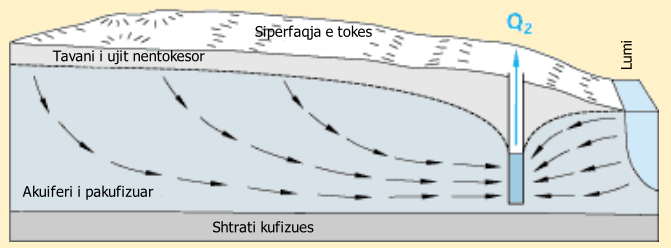 Q2
Siperfaqja e tokes
Lumi
Tavani i ujit nentokesor
Akuiferi i pakufizuar
Shtrati kufizues